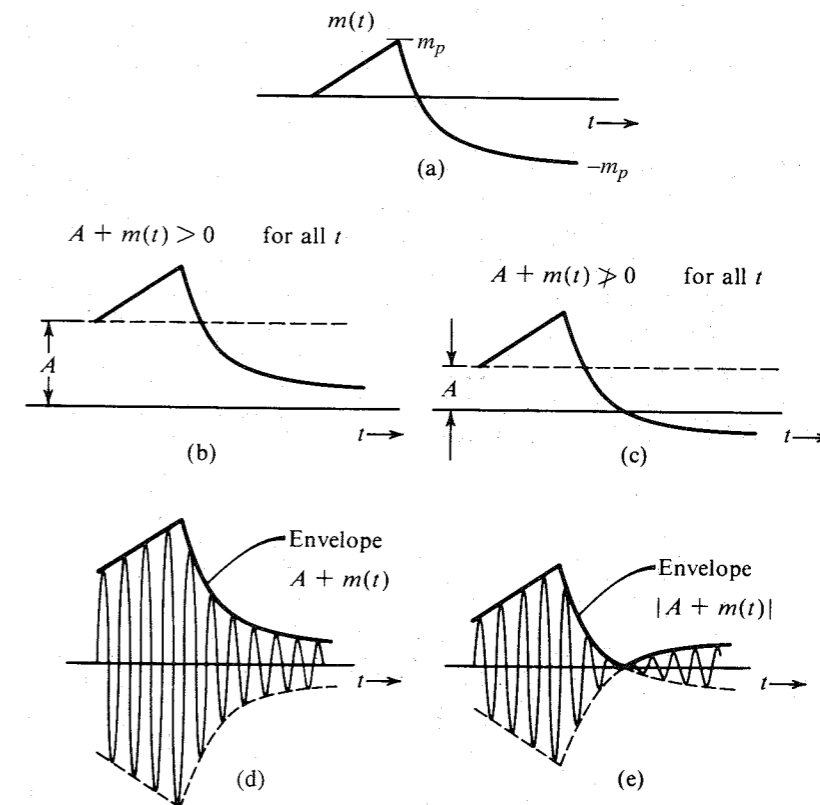 m(t)
m_p
t
−m_p
(a)
A + m(t) > 0 for all t
A + m(t) ≯ 0 for all t
A
A
t
t
(b)
(c)
Envelope
A + m(t)
Envelope
|A + m(t)|
t
t
(d)
(e)